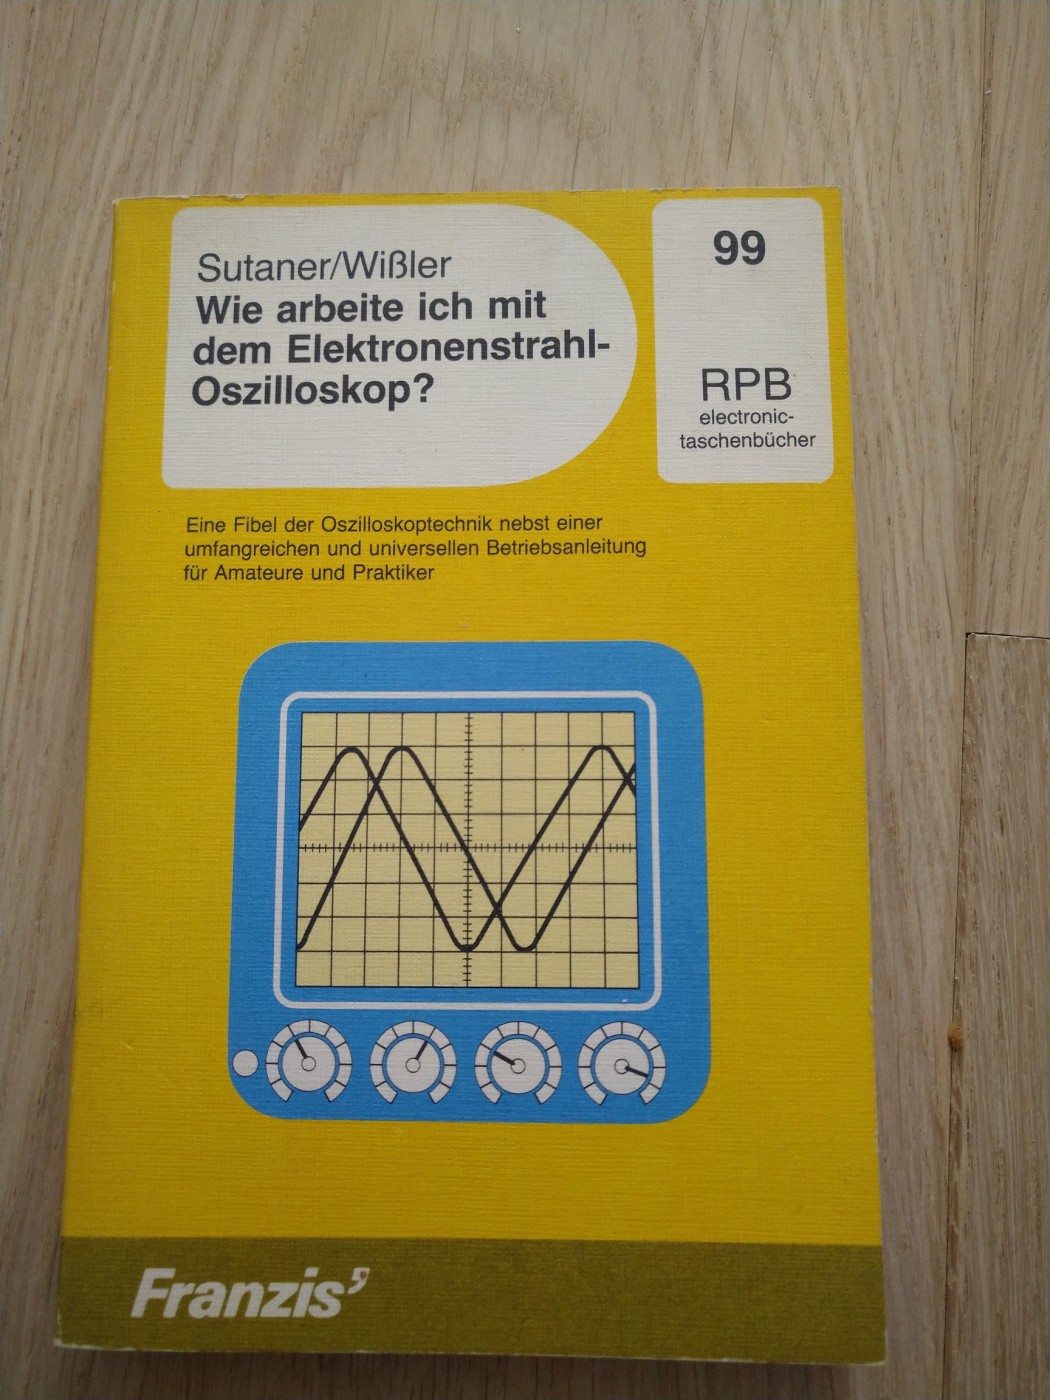 Sutaner/Wißler
Wie arbeite ich mit
dem Elektronenstrahl-
Oszilloskop?
99
RPB
electronic-
taschenbücher
Eine Fibel der Oszilloskoptechnik nebst einer
umfangreichen und universellen Betriebsanleitung
für Amateure und Praktiker
Franzis’